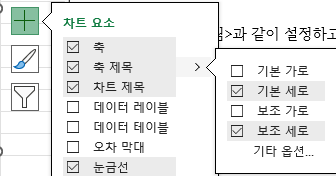 차트 요소
축
축 제목
차트 제목
데이터 레이블
데이터 테이블
오차 막대
눈금선
과 같이 설정하고
기본 가로
기본 세로
보조 가로
보조 세로
기타 옵션...